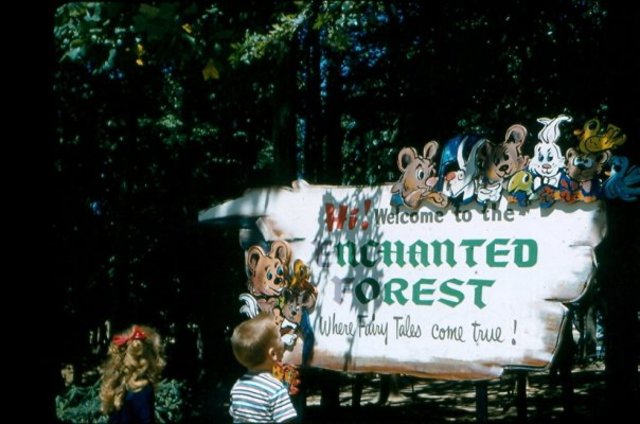 Hi! Welcome to the
ENCHANTED
FOREST
Where Fairy Tales come true!